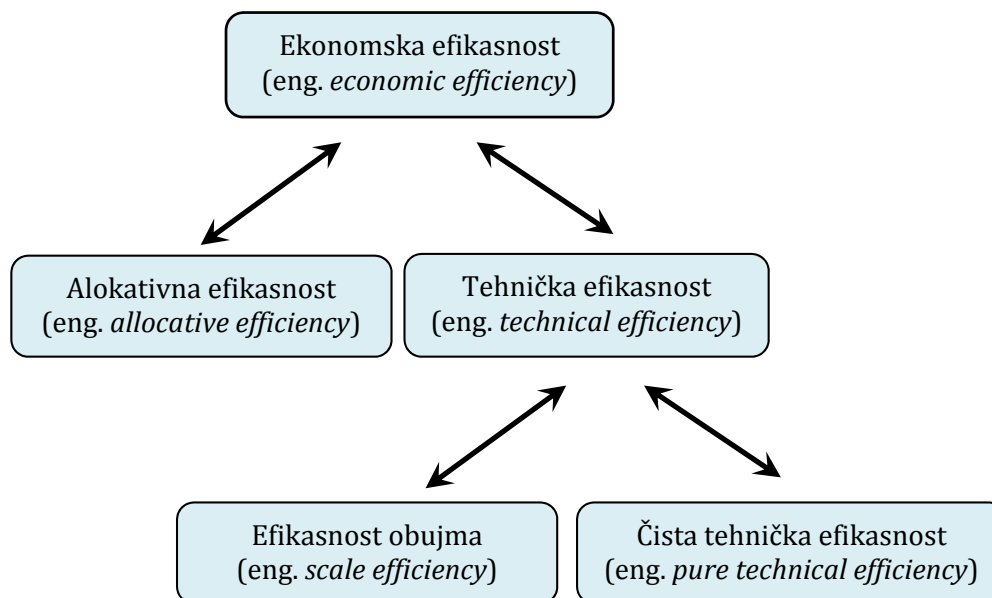 Ekonomska efikasnost
(eng. economic efficiency)
Alokativna efikasnost
(eng. allocative efficiency)
Tehnička efikasnost
(eng. technical efficiency)
Efikasnost obujma
(eng. scale efficiency)
Čista tehnička efikasnost
(eng. pure technical efficiency)